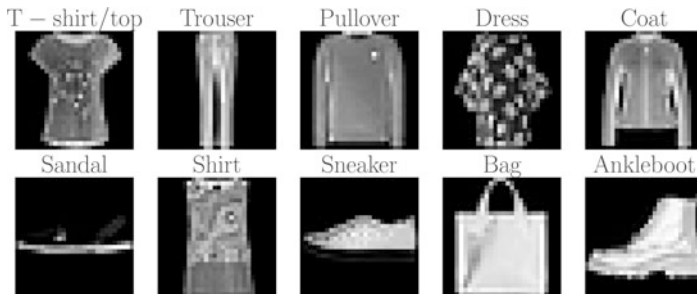 T − shirt/top Trouser Pullover Dress Coat
Sandal Shirt Sneaker Bag Ankleboot